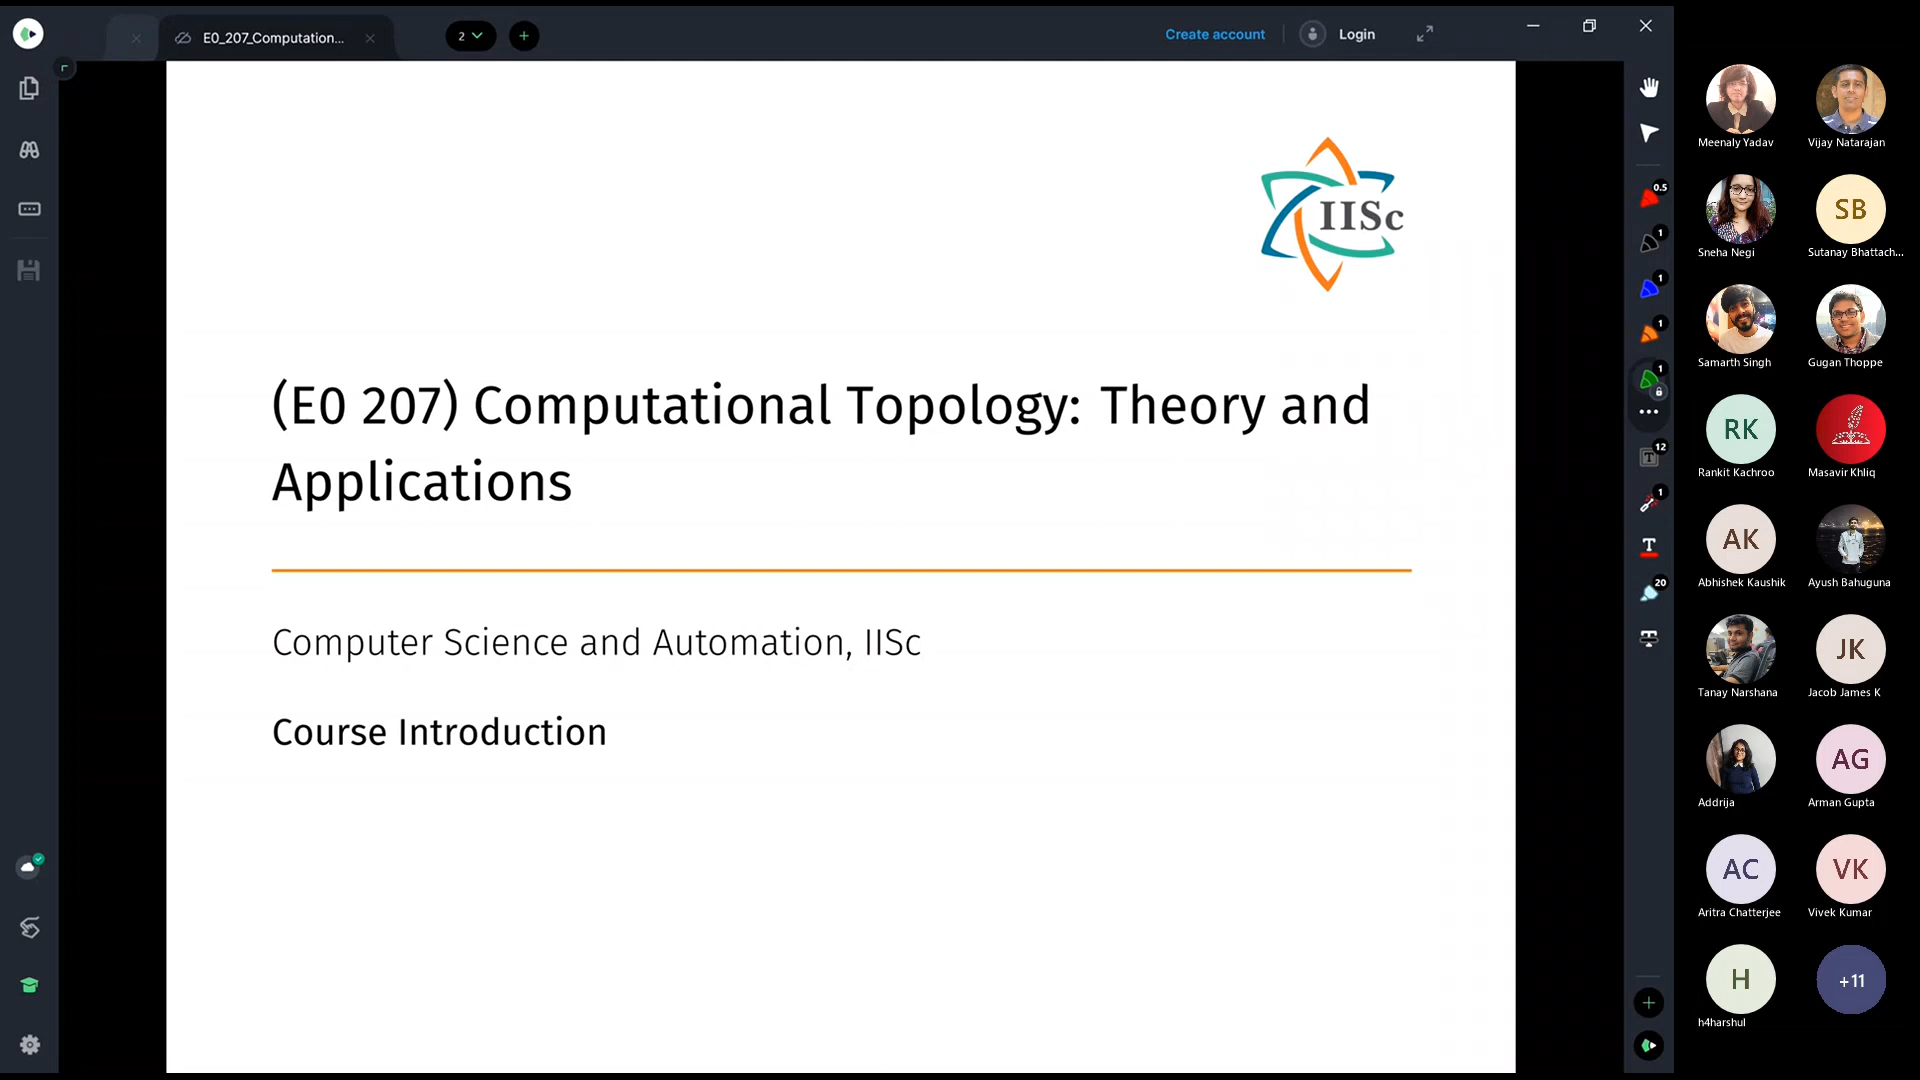 E0_207_Computation...
2
Create account
Login
IISc
(E0 207) Computational Topology: Theory and
Applications
Computer Science and Automation, IISc
Course Introduction
0.5
1
1
1
1
12
1
T
20
Meenaly Yadav
Vijay Natarajan
SB
Sneha Negi
Sutanay Bhattach...
Samarth Singh
Gugan Thoppe
RK
Rankit Kachroo
Masavir Khliq
AK
Abhishek Kaushik
Ayush Bahuguna
JK
Tanay Narshana
Jacob James K
AG
Addrija
Arman Gupta
AC
VK
Aritra Chatterjee
Vivek Kumar
H
+11
h4harshul